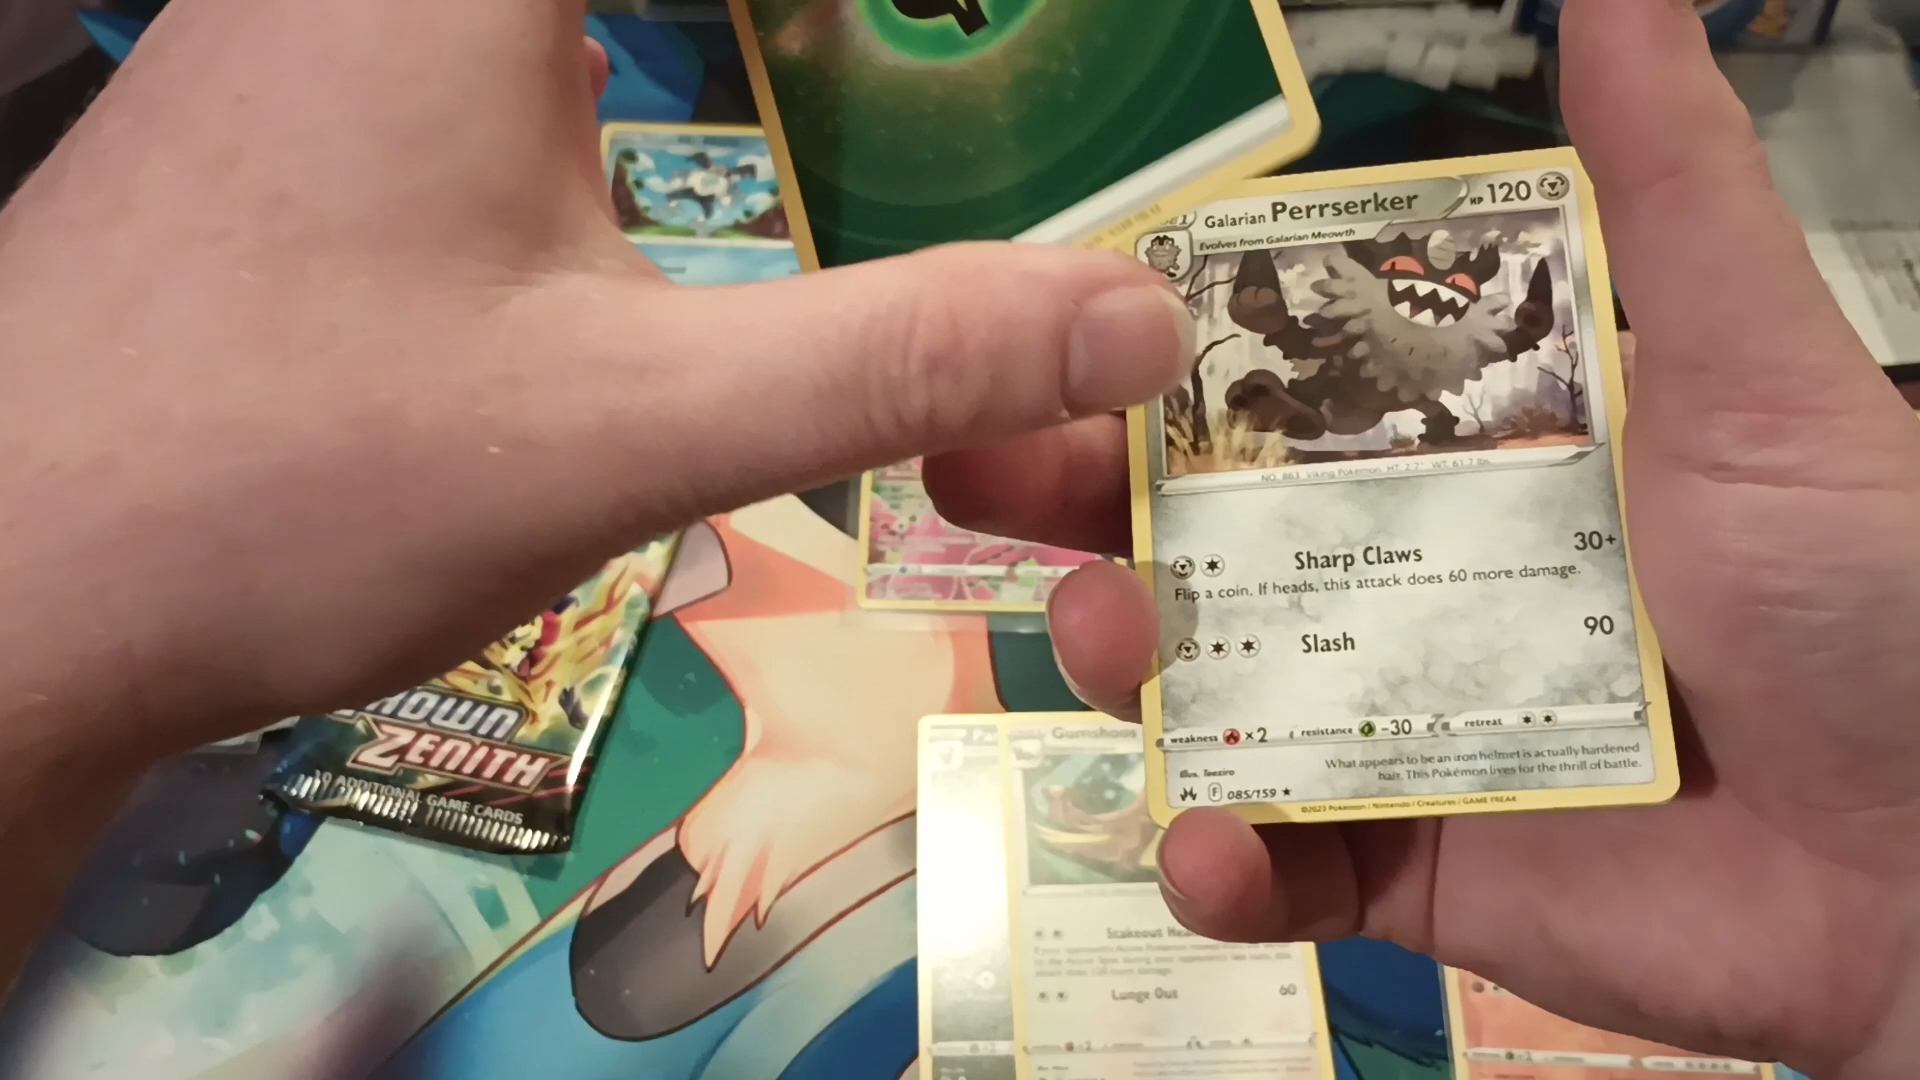 Galarian Perrserker HP 120
Evolves from Galarian Meowth
NO. 863 Viking Pokémon HT: 2'7" WT: 61.7 lbs.
Sharp Claws 30+
Flip a coin. If heads, this attack does 60 more damage.
Slash 90
weakness ×2 resistance -30 retreat
What appears to be an iron helmet is actually hardened
hair. This Pokémon lives for the thrill of battle.
Illus. Teeziro
F 085/159 ★
©2023 Pokémon / Nintendo / Creatures / GAME FREAK
ZENITH
10 ADDITIONAL GAME CARDS
Gumshoos
Stakeout
Lunge Out 60